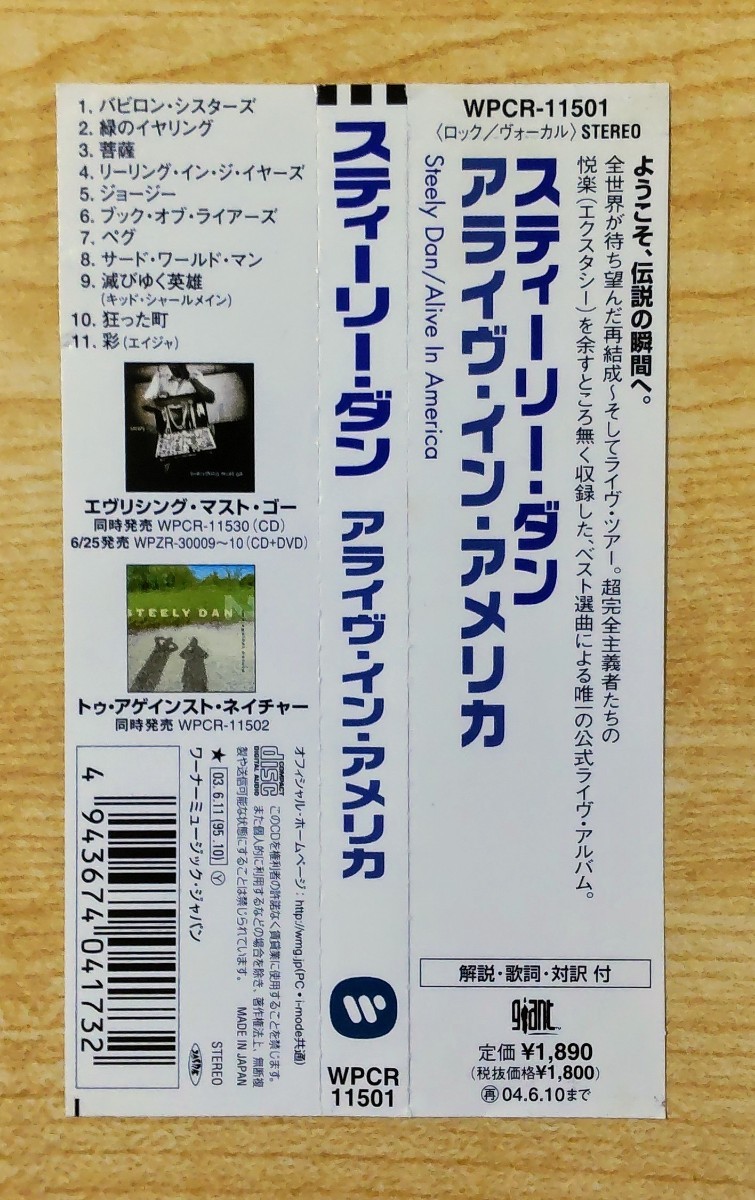 WPCR-11501
〈ロック／ヴォーカル〉STEREO
ようこそ、伝説の瞬間へ。
全世界が待ち望んだ再結成〜そしてライヴ・ツアー。超完全主義者たちの
悦楽(エクスタシー)を余すところ無く収録した、ベスト選曲による唯一の公式ライヴ・アルバム。
スティーリー・ダン
アライヴ・イン・アメリカ
Steely Dan/Alive In America
解説・歌詞・対訳 付
giant
定価 ¥1,890
(税抜価格¥1,800)
再 04.6.10まで
スティーリー・ダン アライヴ・イン・アメリカ
WPCR
11501
1. バビロン・シスターズ
2. 緑のイヤリング
3. 菩薩
4. リーリング・イン・ジ・イヤーズ
5. ジョージー
6. ブック・オブ・ライアーズ
7. ペグ
8. サード・ワールド・マン
9. 滅びゆく英雄
(キッド・シャールメイン)
10. 狂った町
11. 彩 (エイジャ)
エヴリシング・マスト・ゴー
同時発売 WPCR-11530(CD)
6/25発売 WPZR-30009〜10(CD+DVD)
STEELY DAN
トゥ・アゲインスト・ネイチャー
同時発売 WPCR-11502
オフィシャル・ホームページ：http://wmg.jp(PC・i-mode共通)
COMPACT
disc
DIGITAL AUDIO
このCDを権利者の許諾なく賃貸業に使用することを禁じます。
また個人的に利用するなどの場合を除き、著作権法上、無断複
製や送信可能な状態にすることは禁じられています。 MADE IN JAPAN
★ 03.6.11 (95.10) Y STEREO
ワーナーミュージック・ジャパン
4 943674 041732